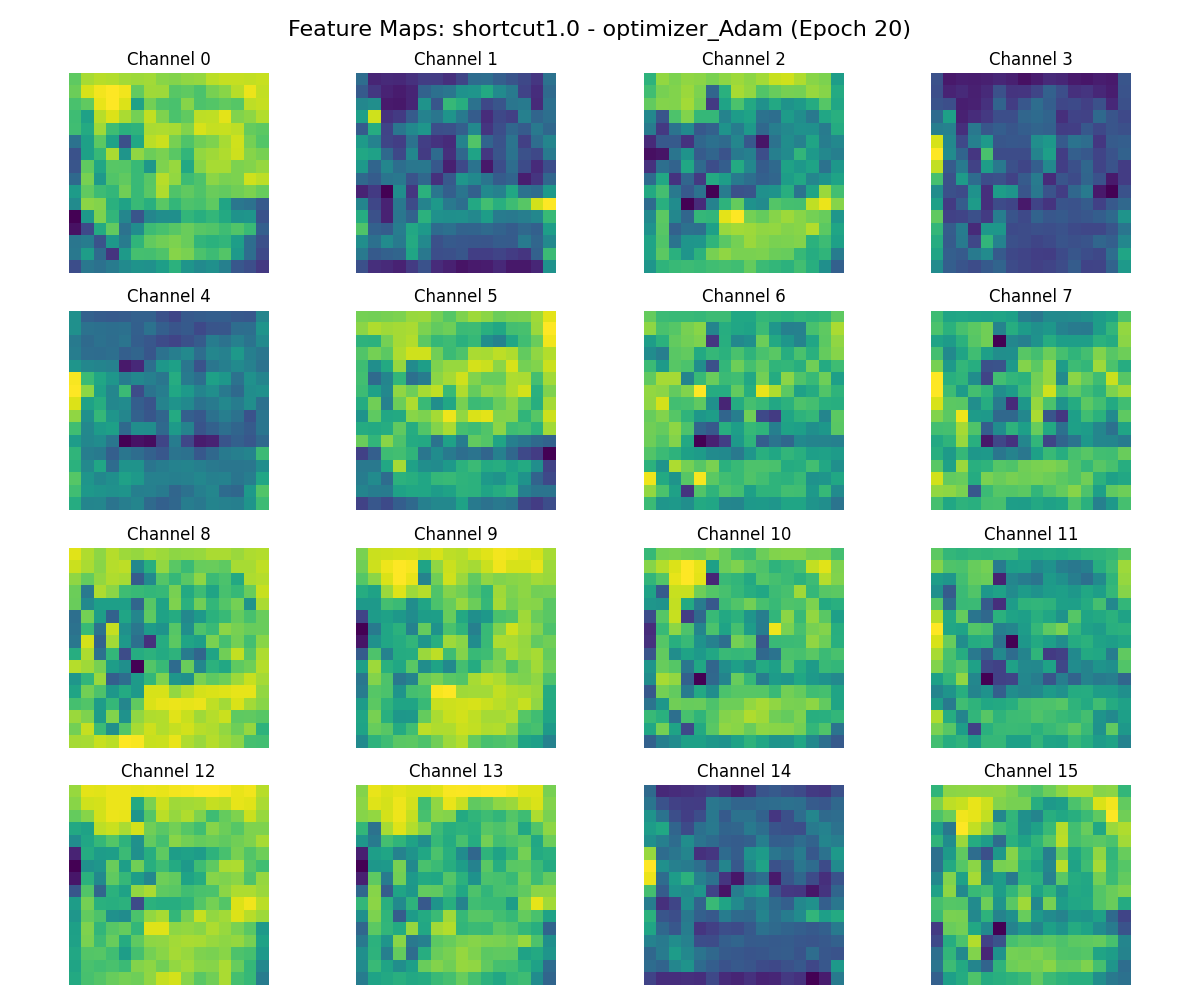 Feature Maps: shortcut1.0 - optimizer_Adam (Epoch 20)
Channel 0
Channel 1
Channel 2
Channel 3
Channel 4
Channel 5
Channel 6
Channel 7
Channel 8
Channel 9
Channel 10
Channel 11
Channel 12
Channel 13
Channel 14
Channel 15